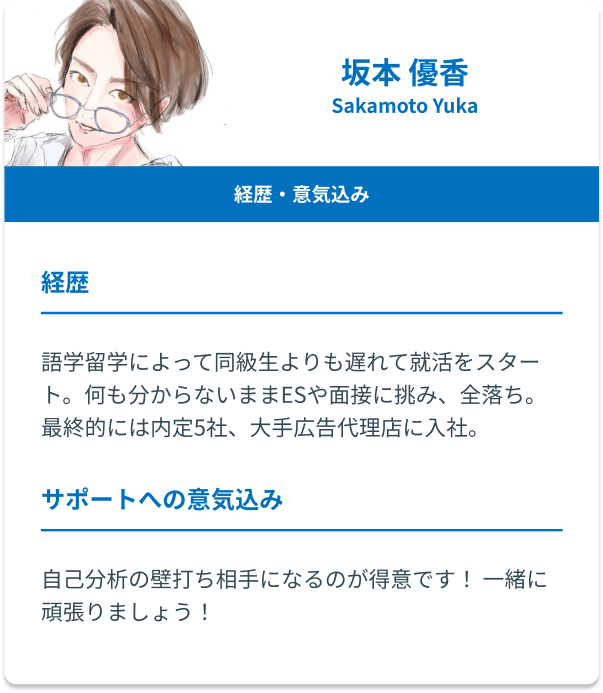 坂本 優香
Sakamoto Yuka
経歴・意気込み
経歴
語学留学によって同級生よりも遅れて就活をスター
ト。何も分からないままESや面接に挑み、全落ち。
最終的には内定5社、大手広告代理店に入社。
サポートへの意気込み
自己分析の壁打ち相手になるのが得意です！ 一緒に
頑張りましょう！